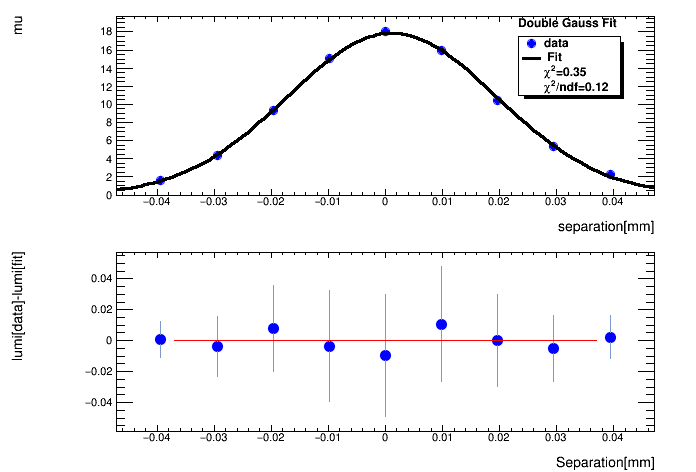 mu
Double Gauss Fit
data
Fit
χ²=0.35
χ²/ndf=0.12
18
16
14
12
10
8
6
4
2
0
−0.04 −0.03 −0.02 −0.01 0 0.01 0.02 0.03 0.04
separation[mm]
lumi[data]-lumi[fit]
0.04
0.02
0
−0.02
−0.04
−0.04 −0.03 −0.02 −0.01 0 0.01 0.02 0.03 0.04
Separation[mm]